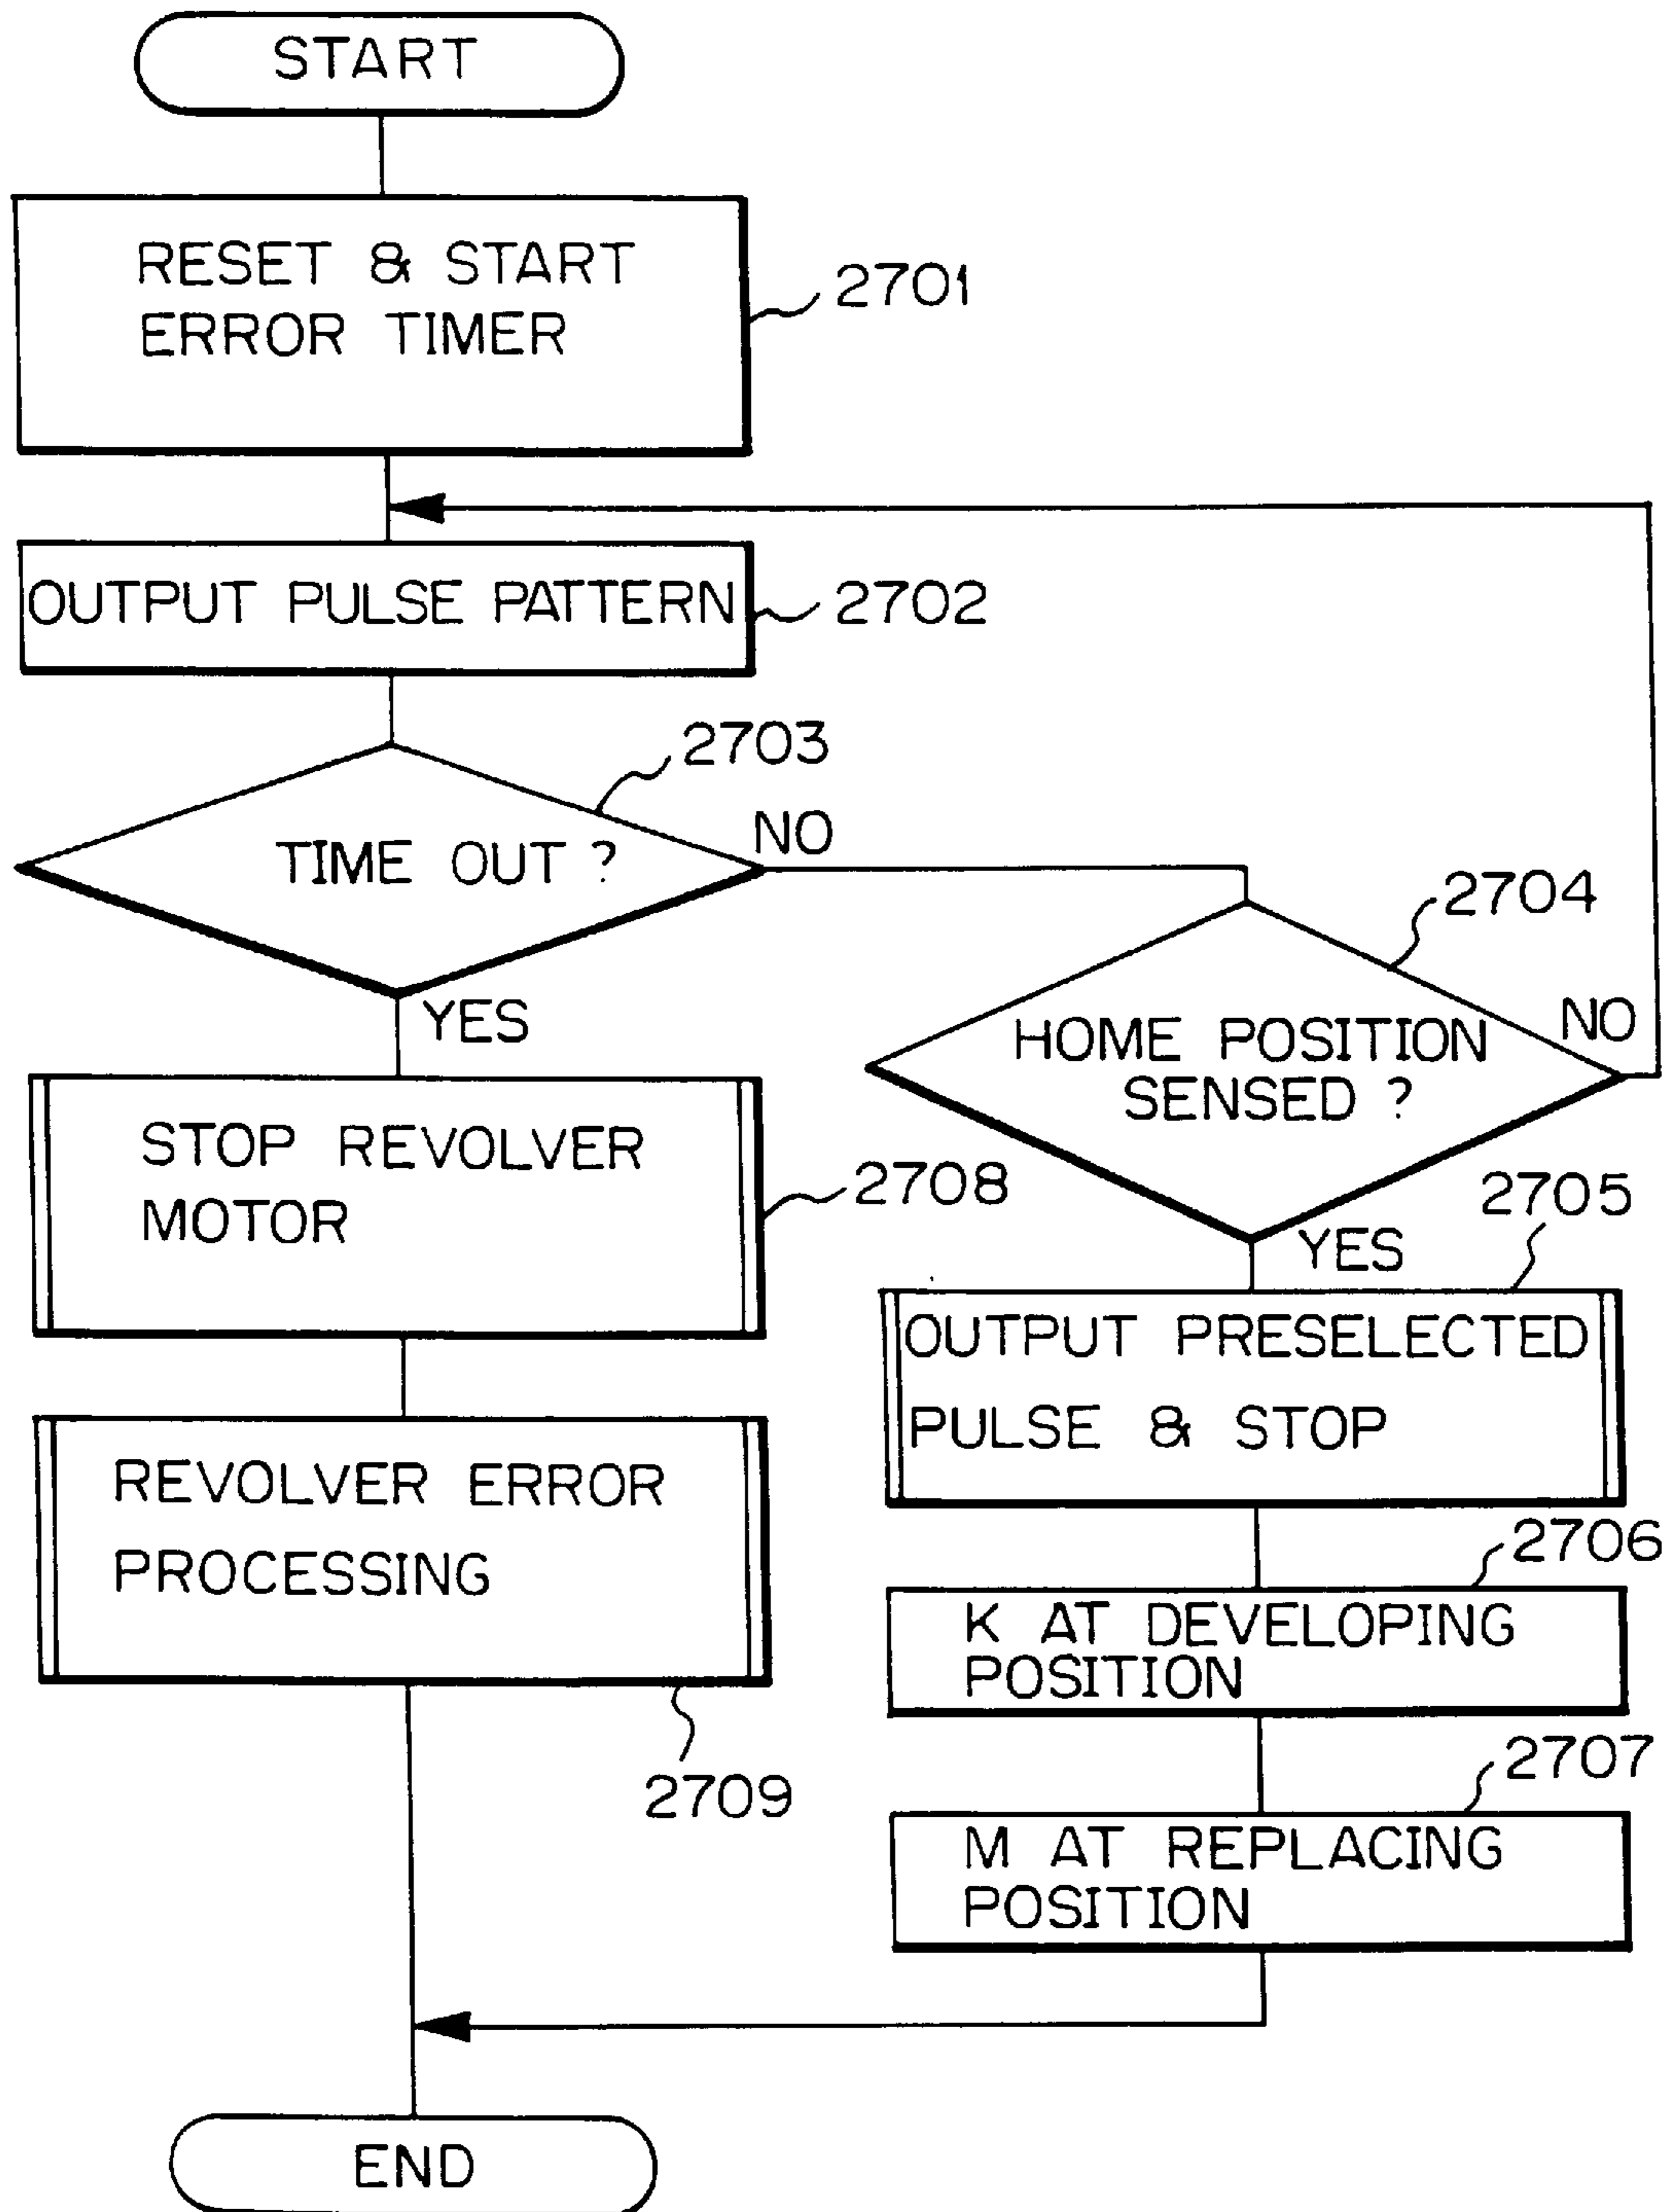 START
RESET & START
ERROR TIMER
2701
OUTPUT PULSE PATTERN
2702
2703
TIME OUT ?
NO
YES
2704
HOME POSITION
SENSED ?
NO
YES
STOP REVOLVER
MOTOR
2708
2705
OUTPUT PRESELECTED
PULSE & STOP
REVOLVER ERROR
PROCESSING
2709
2706
K AT DEVELOPING
POSITION
2707
M AT REPLACING
POSITION
END